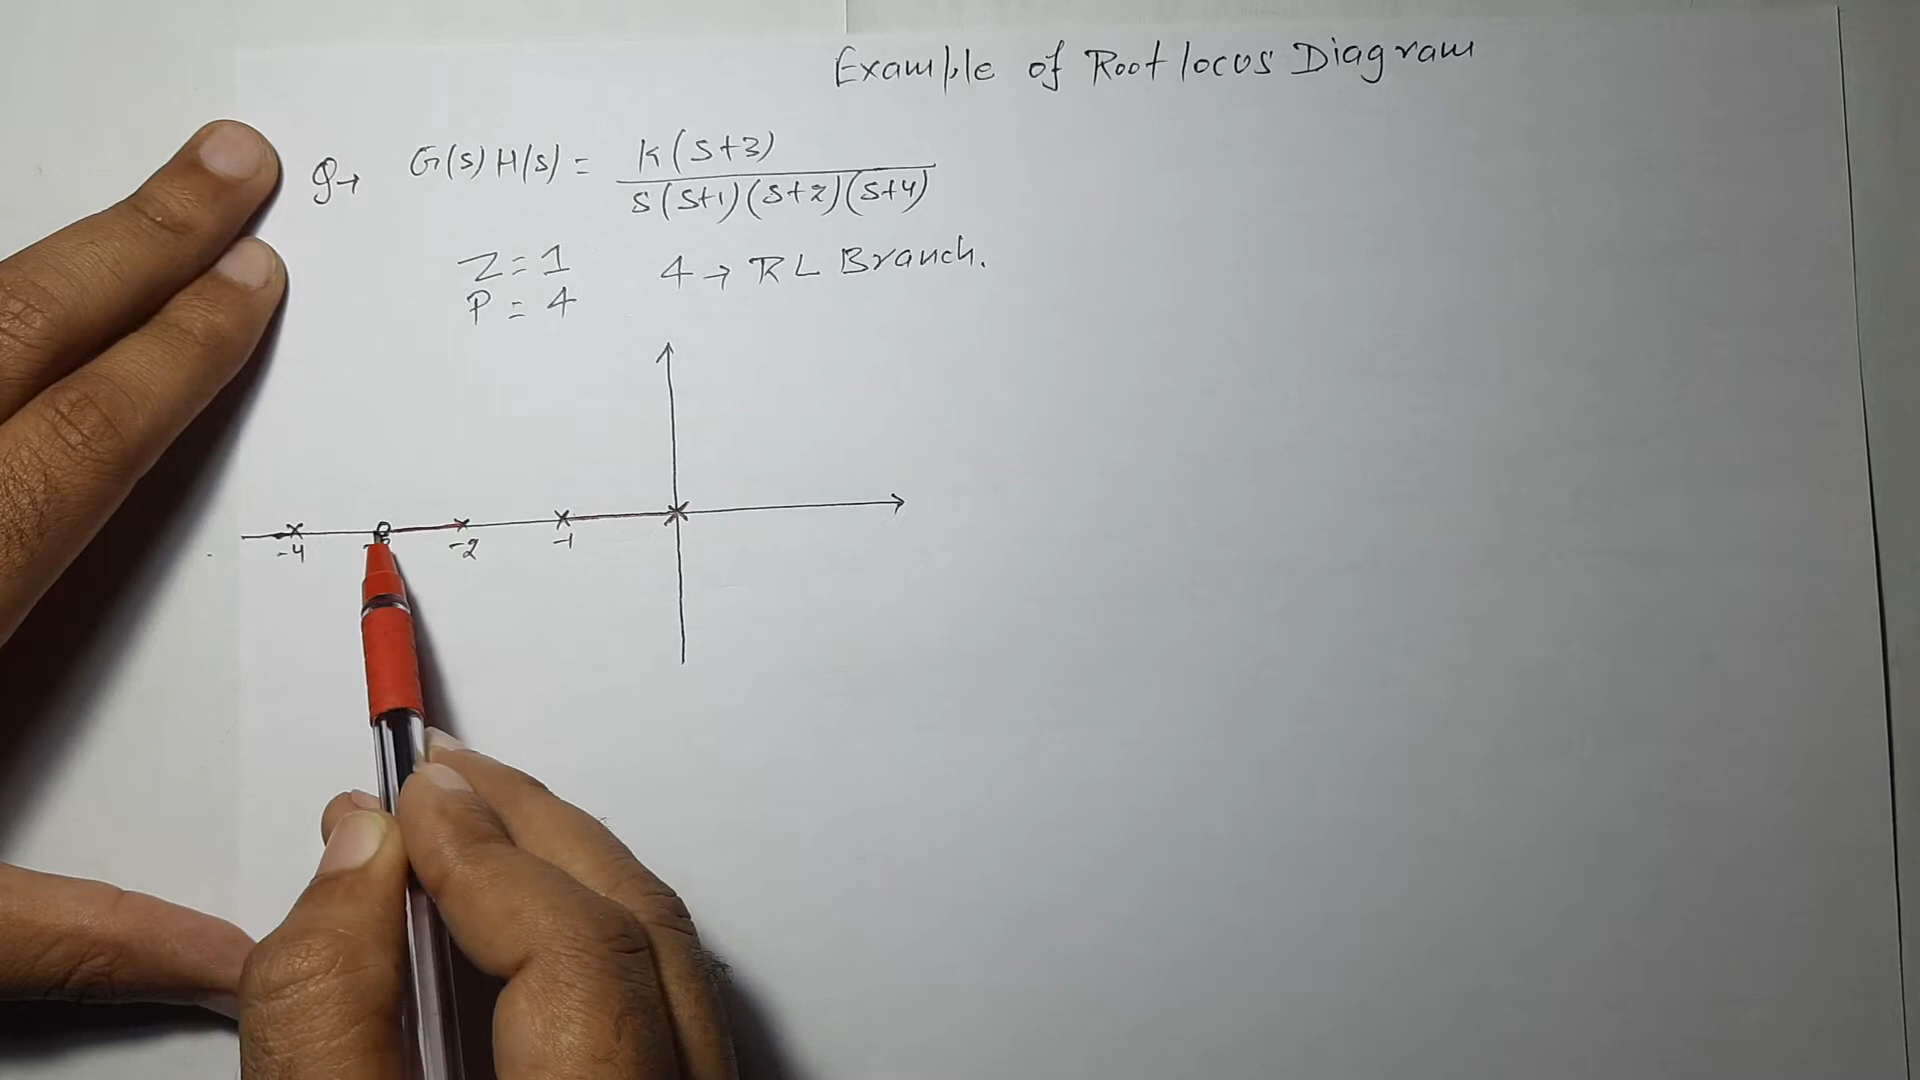 Example of Root locus Diagram
Q→ G(s) H(s) = K(s+3)
s(s+1)(s+2)(s+4)
Z=1 4 → RL Branch.
P=4
-4 -2 -1